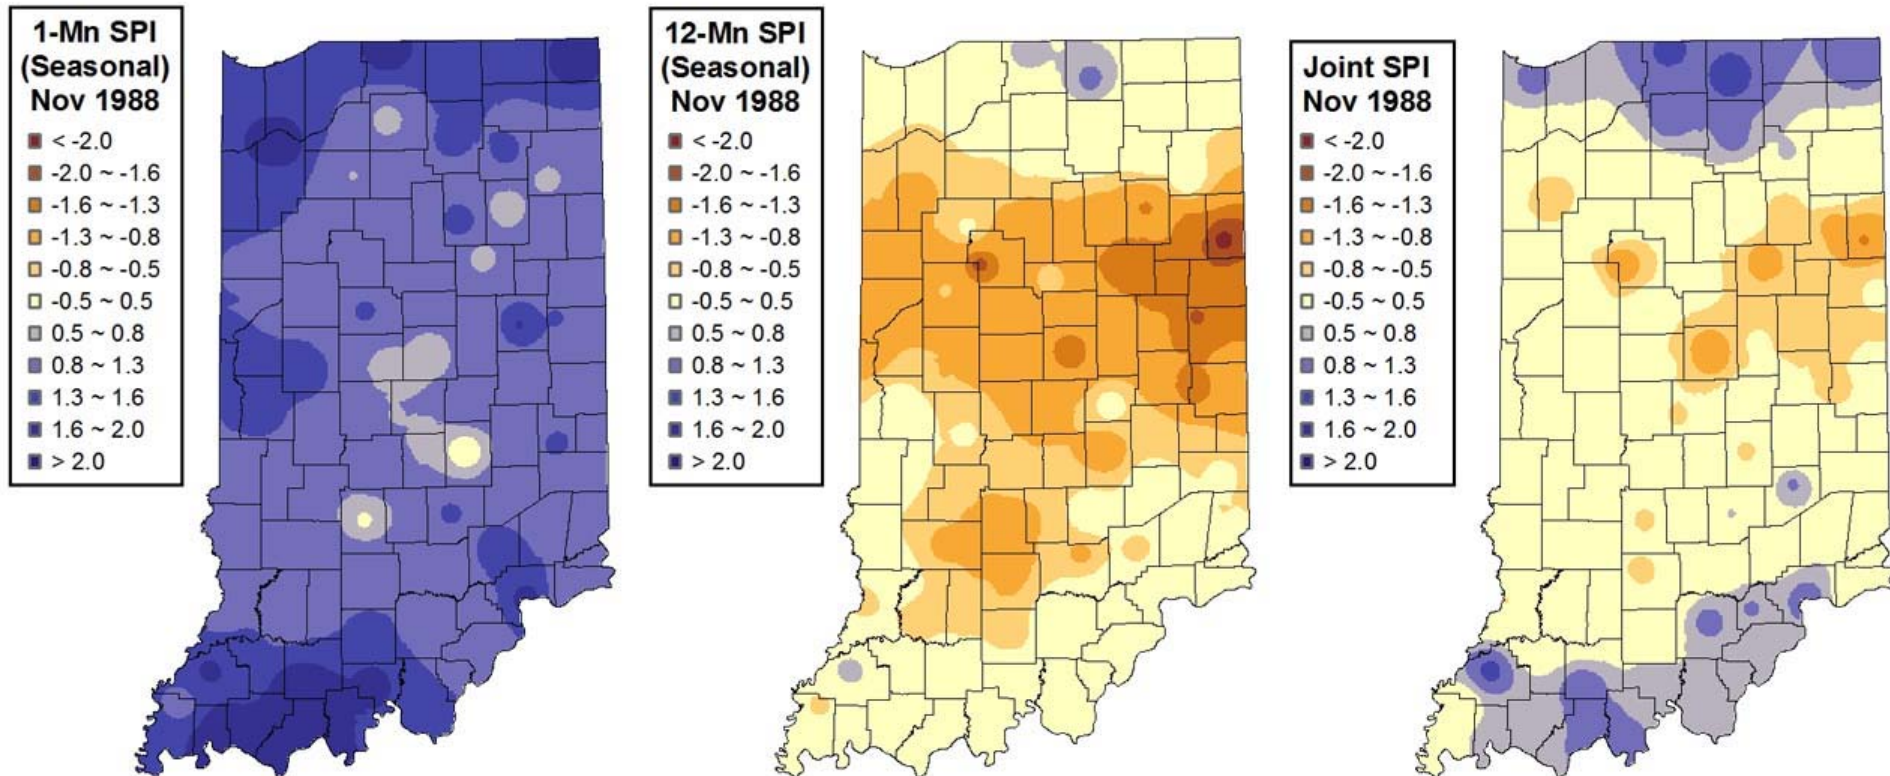 1-Mn SPI
(Seasonal)
Nov 1988
< -2.0
-2.0 ~ -1.6
-1.6 ~ -1.3
-1.3 ~ -0.8
-0.8 ~ -0.5
-0.5 ~ 0.5
0.5 ~ 0.8
0.8 ~ 1.3
1.3 ~ 1.6
1.6 ~ 2.0
> 2.0
12-Mn SPI
(Seasonal)
Nov 1988
< -2.0
-2.0 ~ -1.6
-1.6 ~ -1.3
-1.3 ~ -0.8
-0.8 ~ -0.5
-0.5 ~ 0.5
0.5 ~ 0.8
0.8 ~ 1.3
1.3 ~ 1.6
1.6 ~ 2.0
> 2.0
Joint SPI
Nov 1988
< -2.0
-2.0 ~ -1.6
-1.6 ~ -1.3
-1.3 ~ -0.8
-0.8 ~ -0.5
-0.5 ~ 0.5
0.5 ~ 0.8
0.8 ~ 1.3
1.3 ~ 1.6
1.6 ~ 2.0
> 2.0